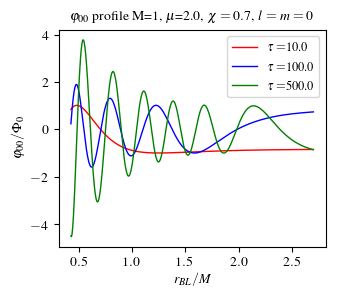 φ₀₀ profile M=1, μ=2.0, χ = 0.7, l = m = 0
τ =10.0
τ =100.0
τ =500.0
φ₀₀/Φ₀
4
2
0
−2
−4
0.5 1.0 1.5 2.0 2.5
r_BL/M